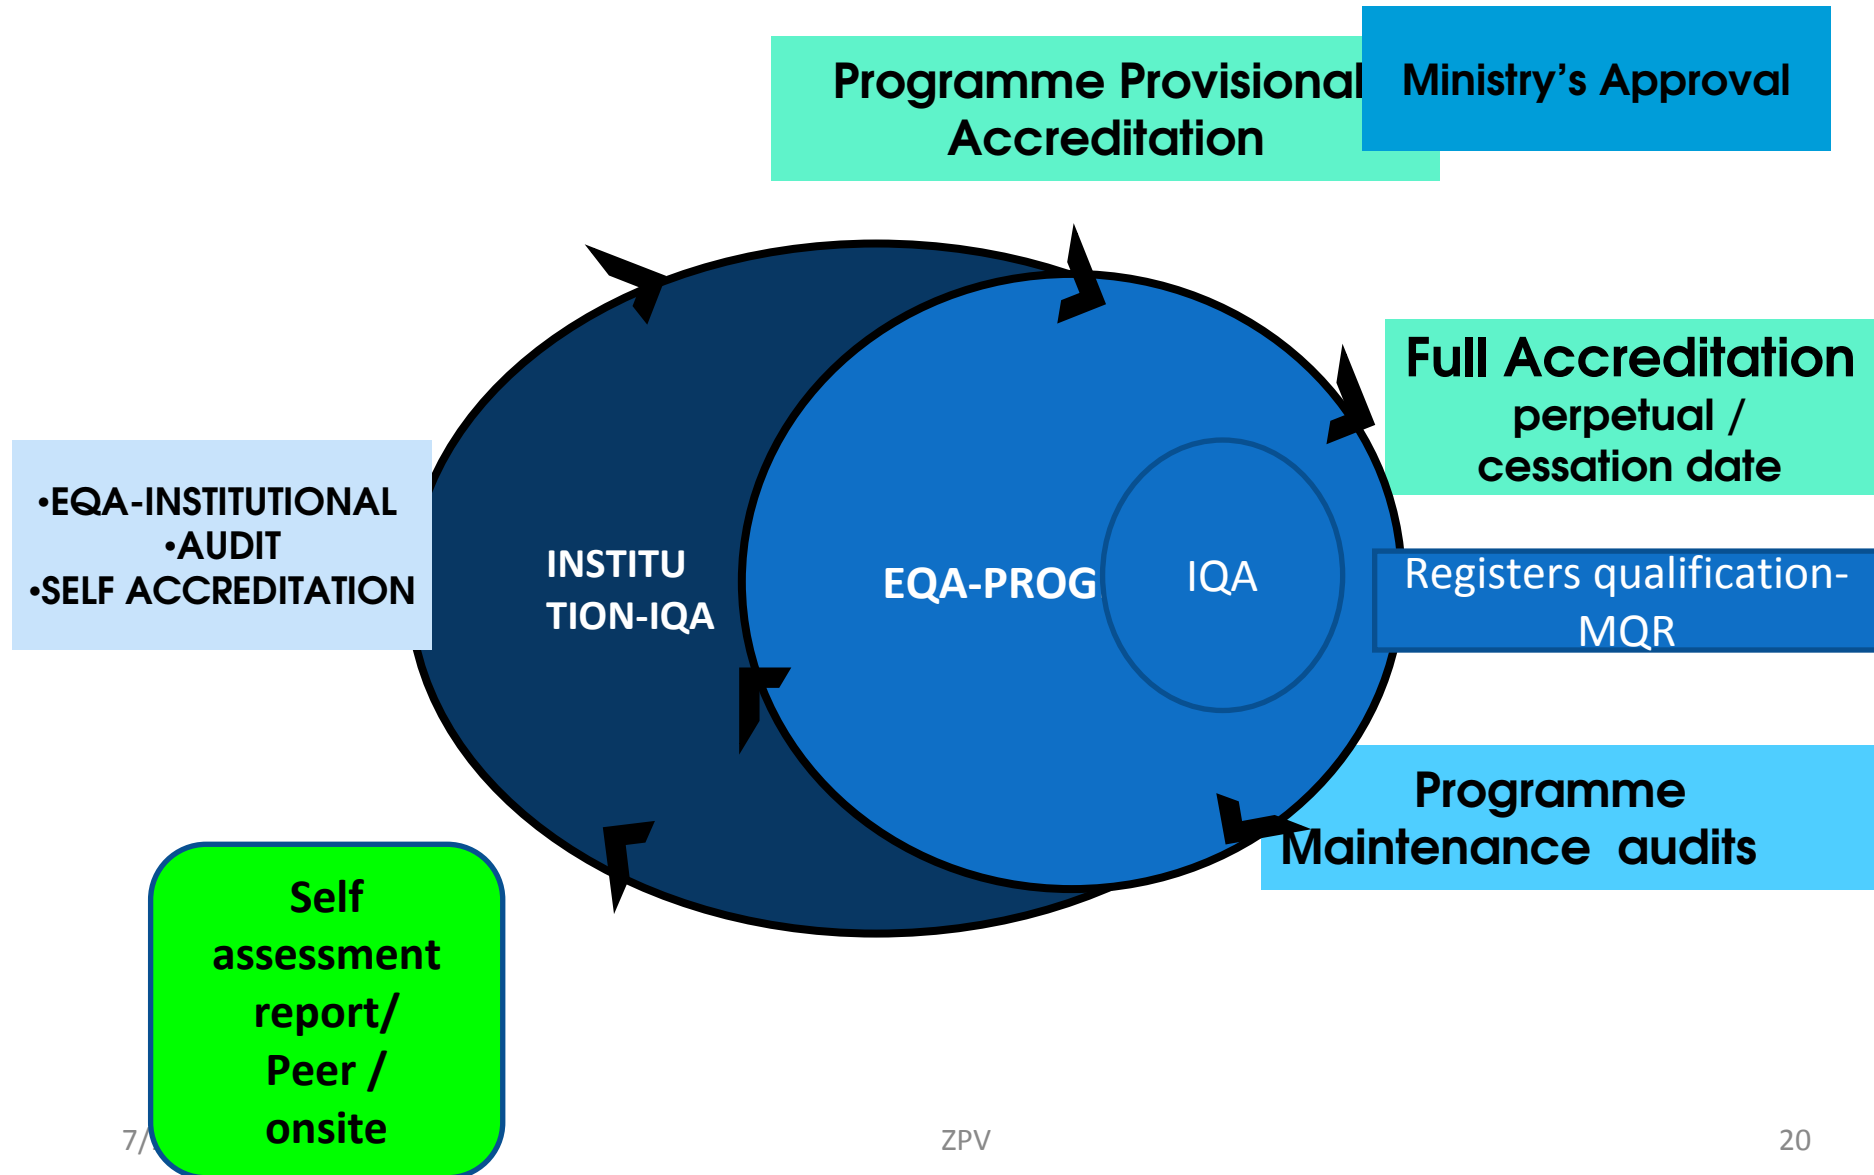 Programme Provisional
Accreditation
Ministry’s Approval
Full Accreditation
perpetual /
cessation date
•EQA-INSTITUTIONAL
•AUDIT
•SELF ACCREDITATION
INSTITU
TION-IQA
EQA-PROG
IQA
Registers qualification-
MQR
Programme
Maintenance audits
Self
assessment
report/
Peer /
onsite
7/
ZPV
20